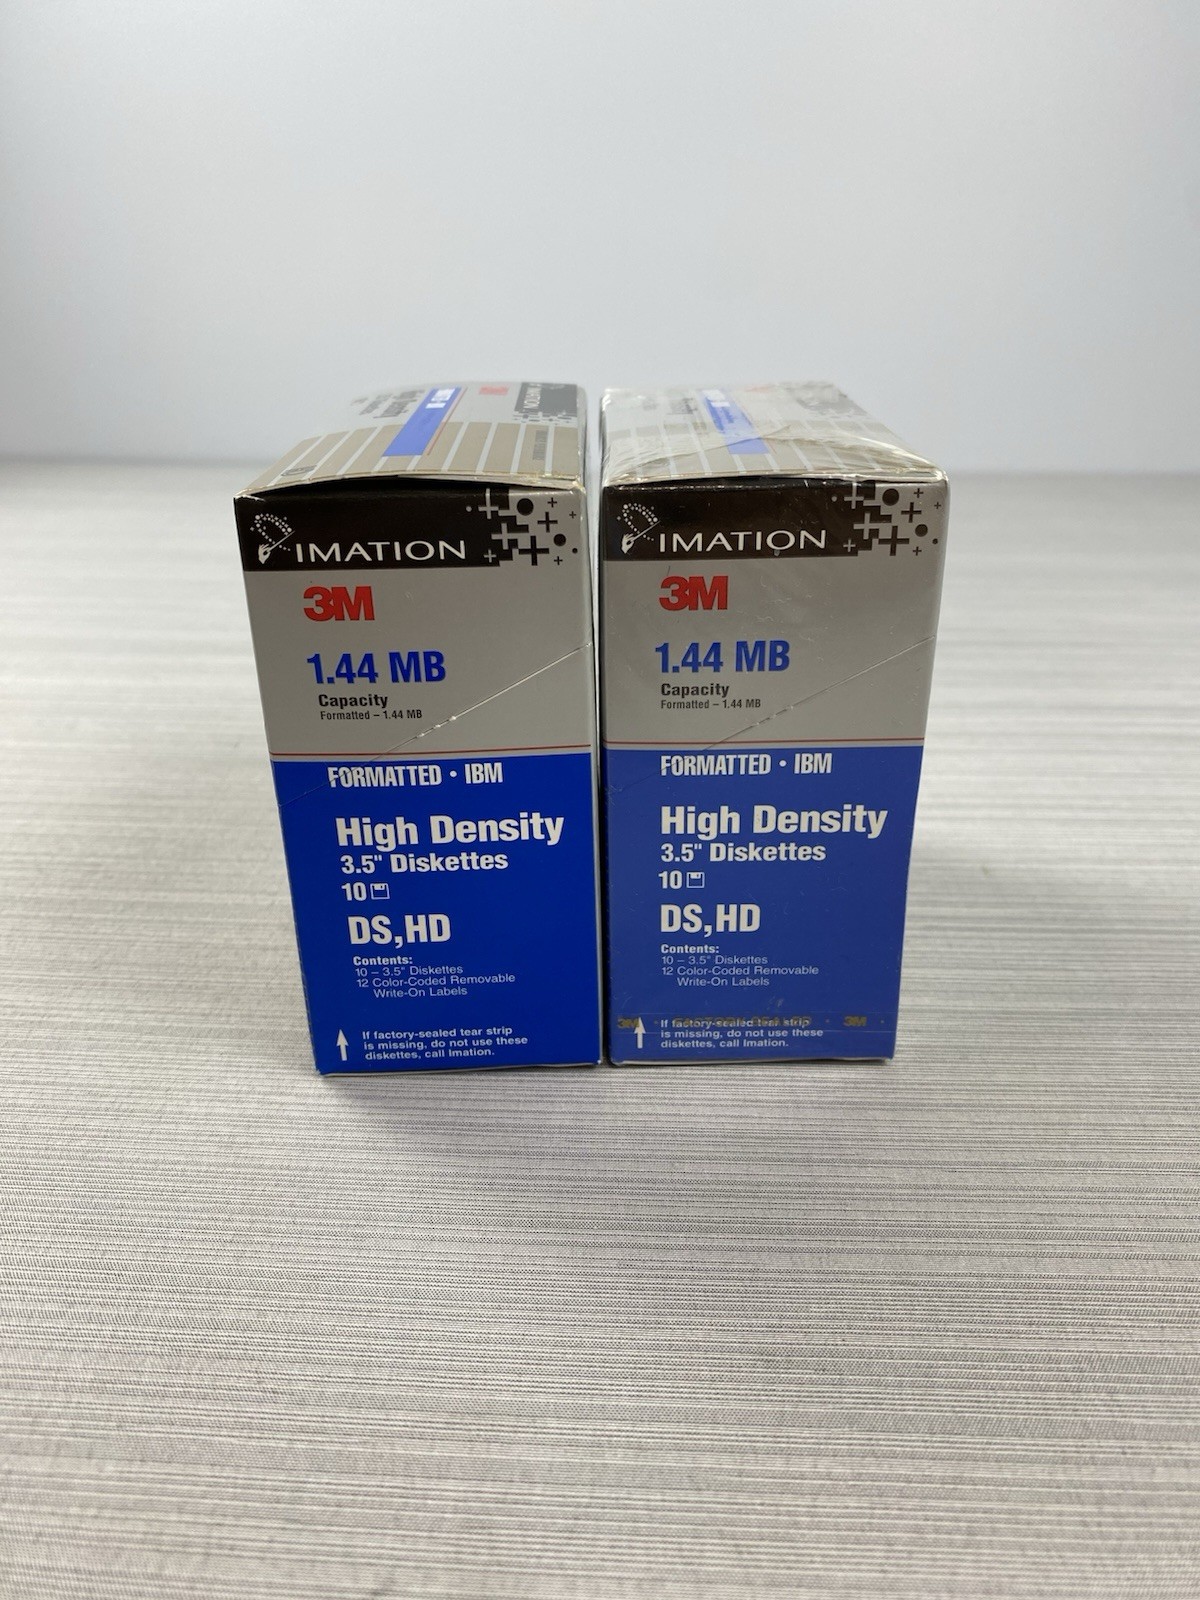 IMATION
3M
1.44 MB
Capacity
Formatted – 1.44 MB
FORMATTED • IBM
High Density
3.5" Diskettes
10
DS,HD
Contents:
10 – 3.5" Diskettes
12 Color-Coded Removable
Write-On Labels
If factory-sealed tear strip
is missing, do not use these
diskettes, call Imation.
IMATION
3M
1.44 MB
Capacity
Formatted – 1.44 MB
FORMATTED • IBM
High Density
3.5" Diskettes
10
DS,HD
Contents:
10 – 3.5" Diskettes
12 Color-Coded Removable
Write-On Labels
3M • 3M •
If factory-sealed tear strip
is missing, do not use these
diskettes, call Imation.